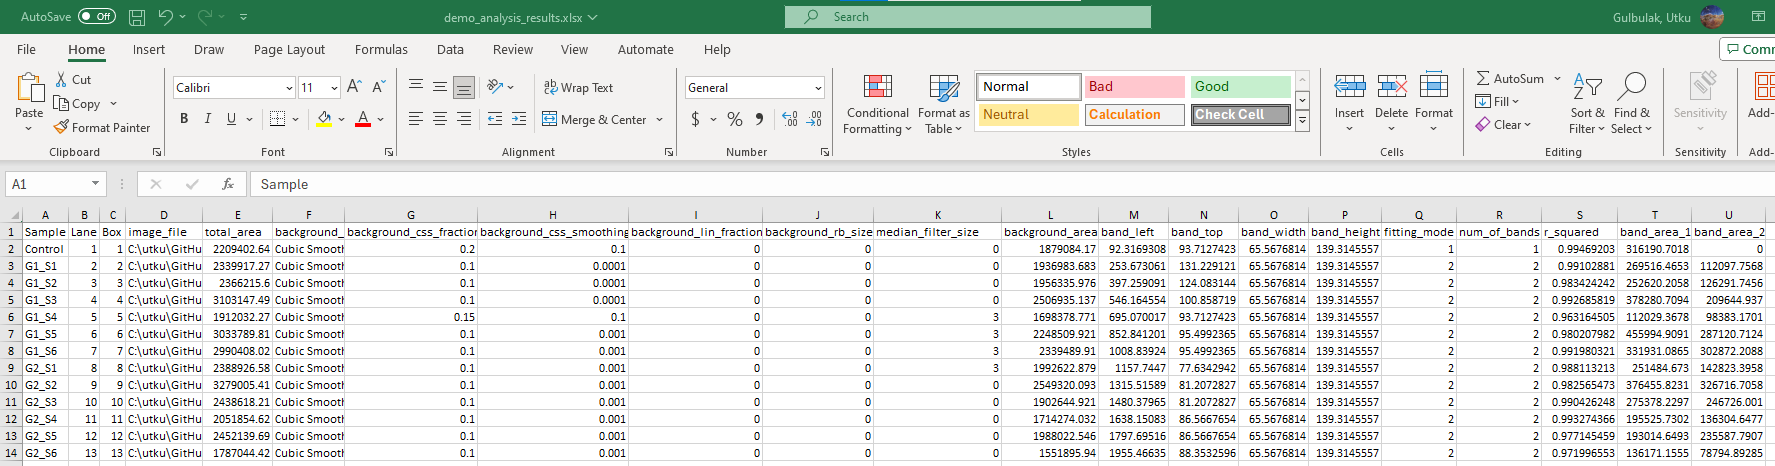 AutoSave Off demo_analysis_results.xlsx Search Gulbulak, Utku
File Home Insert Draw Page Layout Formulas Data Review View Automate Help Comm
Paste Cut Copy Format Painter Clipboard
Calibri 11 A A B I U A Font
Wrap Text Merge & Center Alignment
General $ % , Number
Conditional Formatting Format as Table Normal Bad Good Neutral Calculation Check Cell Styles
Insert Delete Format Cells
AutoSum Fill Clear Sort & Filter Find & Select Editing
Sensitivity Sensitivity
Add- Add-
A1 fx Sample
A B C D E F G H I J K L M N O P Q R S T U
1 Sample Lane Box image_file total_area background_ background_css_fraction background_css_smoothing background_lin_fraction background_rb_size median_filter_size background_area band_left band_top band_width band_height fitting_mode num_of_bands r_squared band_area_1 band_area_2
2 Control 1 1 C:\utku\GitHu 2209402.64 Cubic Smooth 0.2 0.1 0 0 0 1879084.17 92.3169308 93.7127423 65.5676814 139.3145557 1 1 0.99469203 316190.7018 0
3 G1_S1 2 2 C:\utku\GitHu 2339917.27 Cubic Smooth 0.1 0.0001 0 0 0 1936983.683 253.673061 131.229121 65.5676814 139.3145557 2 2 0.99102881 269516.4653 112097.7568
4 G1_S2 3 3 C:\utku\GitHu 2366215.6 Cubic Smooth 0.1 0.0001 0 0 0 1956335.976 397.259091 124.083144 65.5676814 139.3145557 2 2 0.983424242 252620.2058 126291.7456
5 G1_S3 4 4 C:\utku\GitHu 3103147.49 Cubic Smooth 0.1 0.0001 0 0 0 2506935.137 546.164554 100.858719 65.5676814 139.3145557 2 2 0.992685819 378280.7094 209644.937
6 G1_S4 5 5 C:\utku\GitHu 1912032.27 Cubic Smooth 0.15 0.1 0 0 3 1698378.771 695.070017 93.7127423 65.5676814 139.3145557 2 2 0.963164505 112029.3678 98383.1701
7 G1_S5 6 6 C:\utku\GitHu 3033789.81 Cubic Smooth 0.1 0.001 0 0 3 2248509.921 852.841201 95.4992365 65.5676814 139.3145557 2 2 0.980207982 455994.9091 287120.7124
8 G1_S6 7 7 C:\utku\GitHu 2990408.02 Cubic Smooth 0.1 0.001 0 0 3 2339489.91 1008.83924 95.4992365 65.5676814 139.3145557 2 2 0.991980321 331931.0865 302872.2088
9 G2_S1 8 8 C:\utku\GitHu 2388926.58 Cubic Smooth 0.1 0.001 0 0 3 1992622.879 1157.7447 77.6342942 65.5676814 139.3145557 2 2 0.988113213 251484.673 142823.3958
10 G2_S2 9 9 C:\utku\GitHu 3279005.41 Cubic Smooth 0.1 0.001 0 0 0 2549320.093 1315.51589 81.2072827 65.5676814 139.3145557 2 2 0.982565473 376455.8231 326716.7058
11 G2_S3 10 10 C:\utku\GitHu 2438618.21 Cubic Smooth 0.1 0.001 0 0 0 1902644.921 1480.37965 81.2072827 65.5676814 139.3145557 2 2 0.990426248 275378.2297 246726.001
12 G2_S4 11 11 C:\utku\GitHu 2051854.62 Cubic Smooth 0.1 0.001 0 0 0 1714274.032 1638.15083 86.5667654 65.5676814 139.3145557 2 2 0.993274366 195525.7302 136304.6477
13 G2_S5 12 12 C:\utku\GitHu 2452139.69 Cubic Smooth 0.1 0.001 0 0 0 1988022.546 1797.69516 86.5667654 65.5676814 139.3145557 2 2 0.977145459 193014.6493 235587.7907
14 G2_S6 13 13 C:\utku\GitHu 1787044.42 Cubic Smooth 0.1 0.001 0 0 0 1551895.94 1955.46635 88.3532596 65.5676814 139.3145557 2 2 0.971996553 136171.1555 78794.89285